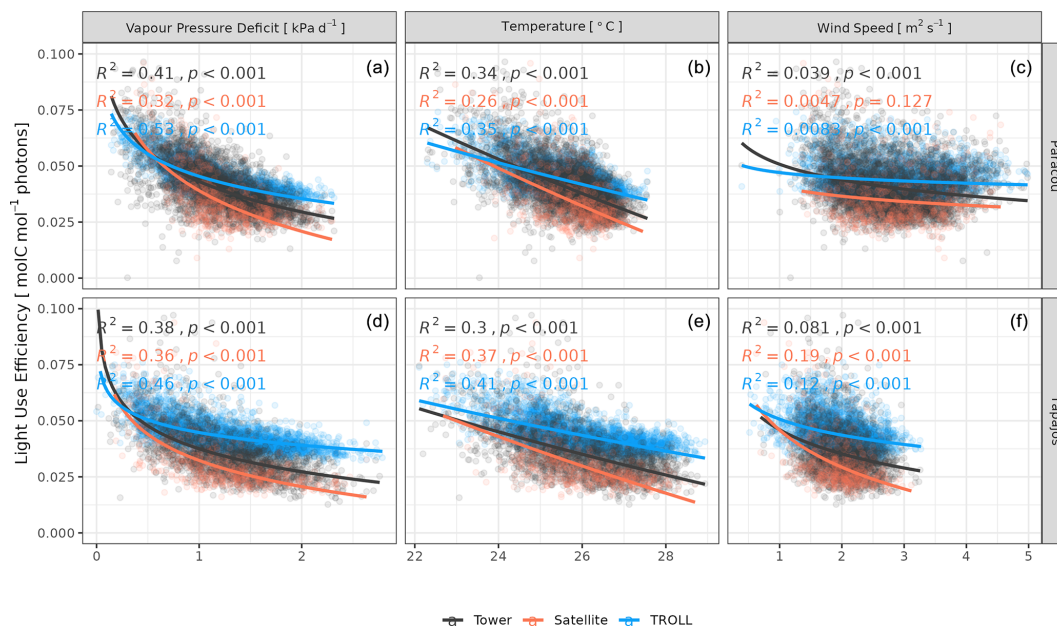 Vapour Pressure Deficit [ kPa d⁻¹ ]
Temperature [ ° C ]
Wind Speed [ m² s⁻¹ ]
Light Use Efficiency [ molC mol⁻¹ photons]
0.100
0.075
0.050
0.025
0.000
R² = 0.41 , p < 0.001
R² = 0.32 , p < 0.001
R² = 0.53 , p < 0.001
(a)
R² = 0.34 , p < 0.001
R² = 0.26 , p < 0.001
R² = 0.35 , p < 0.001
(b)
R² = 0.039 , p < 0.001
R² = 0.0047 , p = 0.127
R² = 0.0083 , p < 0.001
(c)
Paracou
0.100
0.075
0.050
0.025
0.000
R² = 0.38 , p < 0.001
R² = 0.36 , p < 0.001
R² = 0.46 , p < 0.001
(d)
R² = 0.3 , p < 0.001
R² = 0.37 , p < 0.001
R² = 0.41 , p < 0.001
(e)
R² = 0.081 , p < 0.001
R² = 0.19 , p < 0.001
R² = 0.12 , p < 0.001
(f)
Tapajos
0 1 2
22 24 26 28
1 2 3 4 5
a Tower a Satellite a TROLL